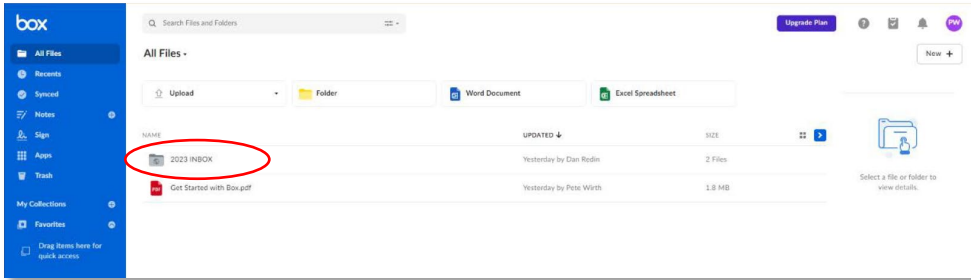 box
Search Files and Folders
Upgrade Plan
PW
All Files
All Files
New +
Recents
Synced
Upload
Folder
Word Document
Excel Spreadsheet
Notes
Sign
NAME
UPDATED
SIZE
Apps
2023 INBOX
Yesterday by Dan Redin
2 Files
Trash
Select a file or folder to
view details.
PDF
Get Started with Box.pdf
Yesterday by Pete Wirth
1.8 MB
My Collections
Favorites
Drag items here for
quick access